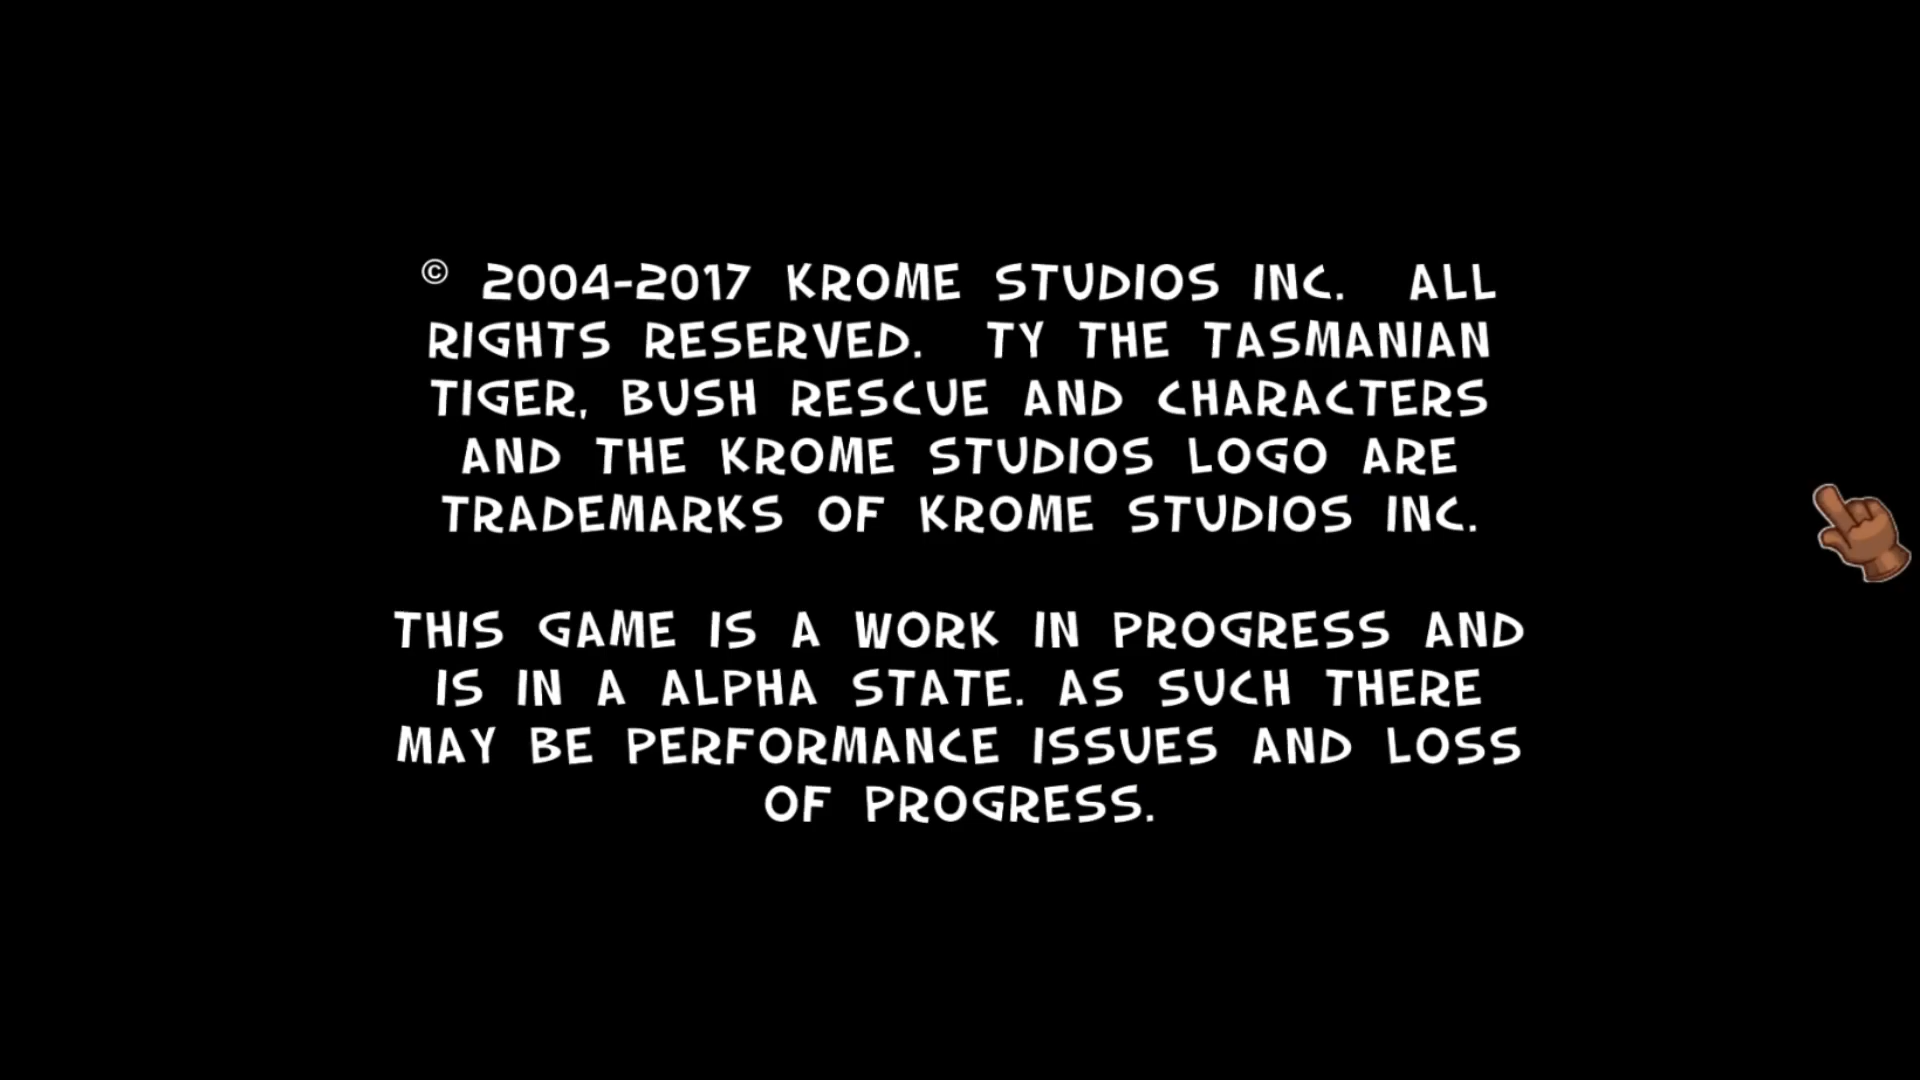 © 2004-2017 KROME STUDIOS INC. ALL
RIGHTS RESERVED. TY THE TASMANIAN
TIGER, BUSH RESCUE AND CHARACTERS
AND THE KROME STUDIOS LOGO ARE
TRADEMARKS OF KROME STUDIOS INC.
THIS GAME IS A WORK IN PROGRESS AND
IS IN A ALPHA STATE. AS SUCH THERE
MAY BE PERFORMANCE ISSUES AND LOSS
OF PROGRESS.